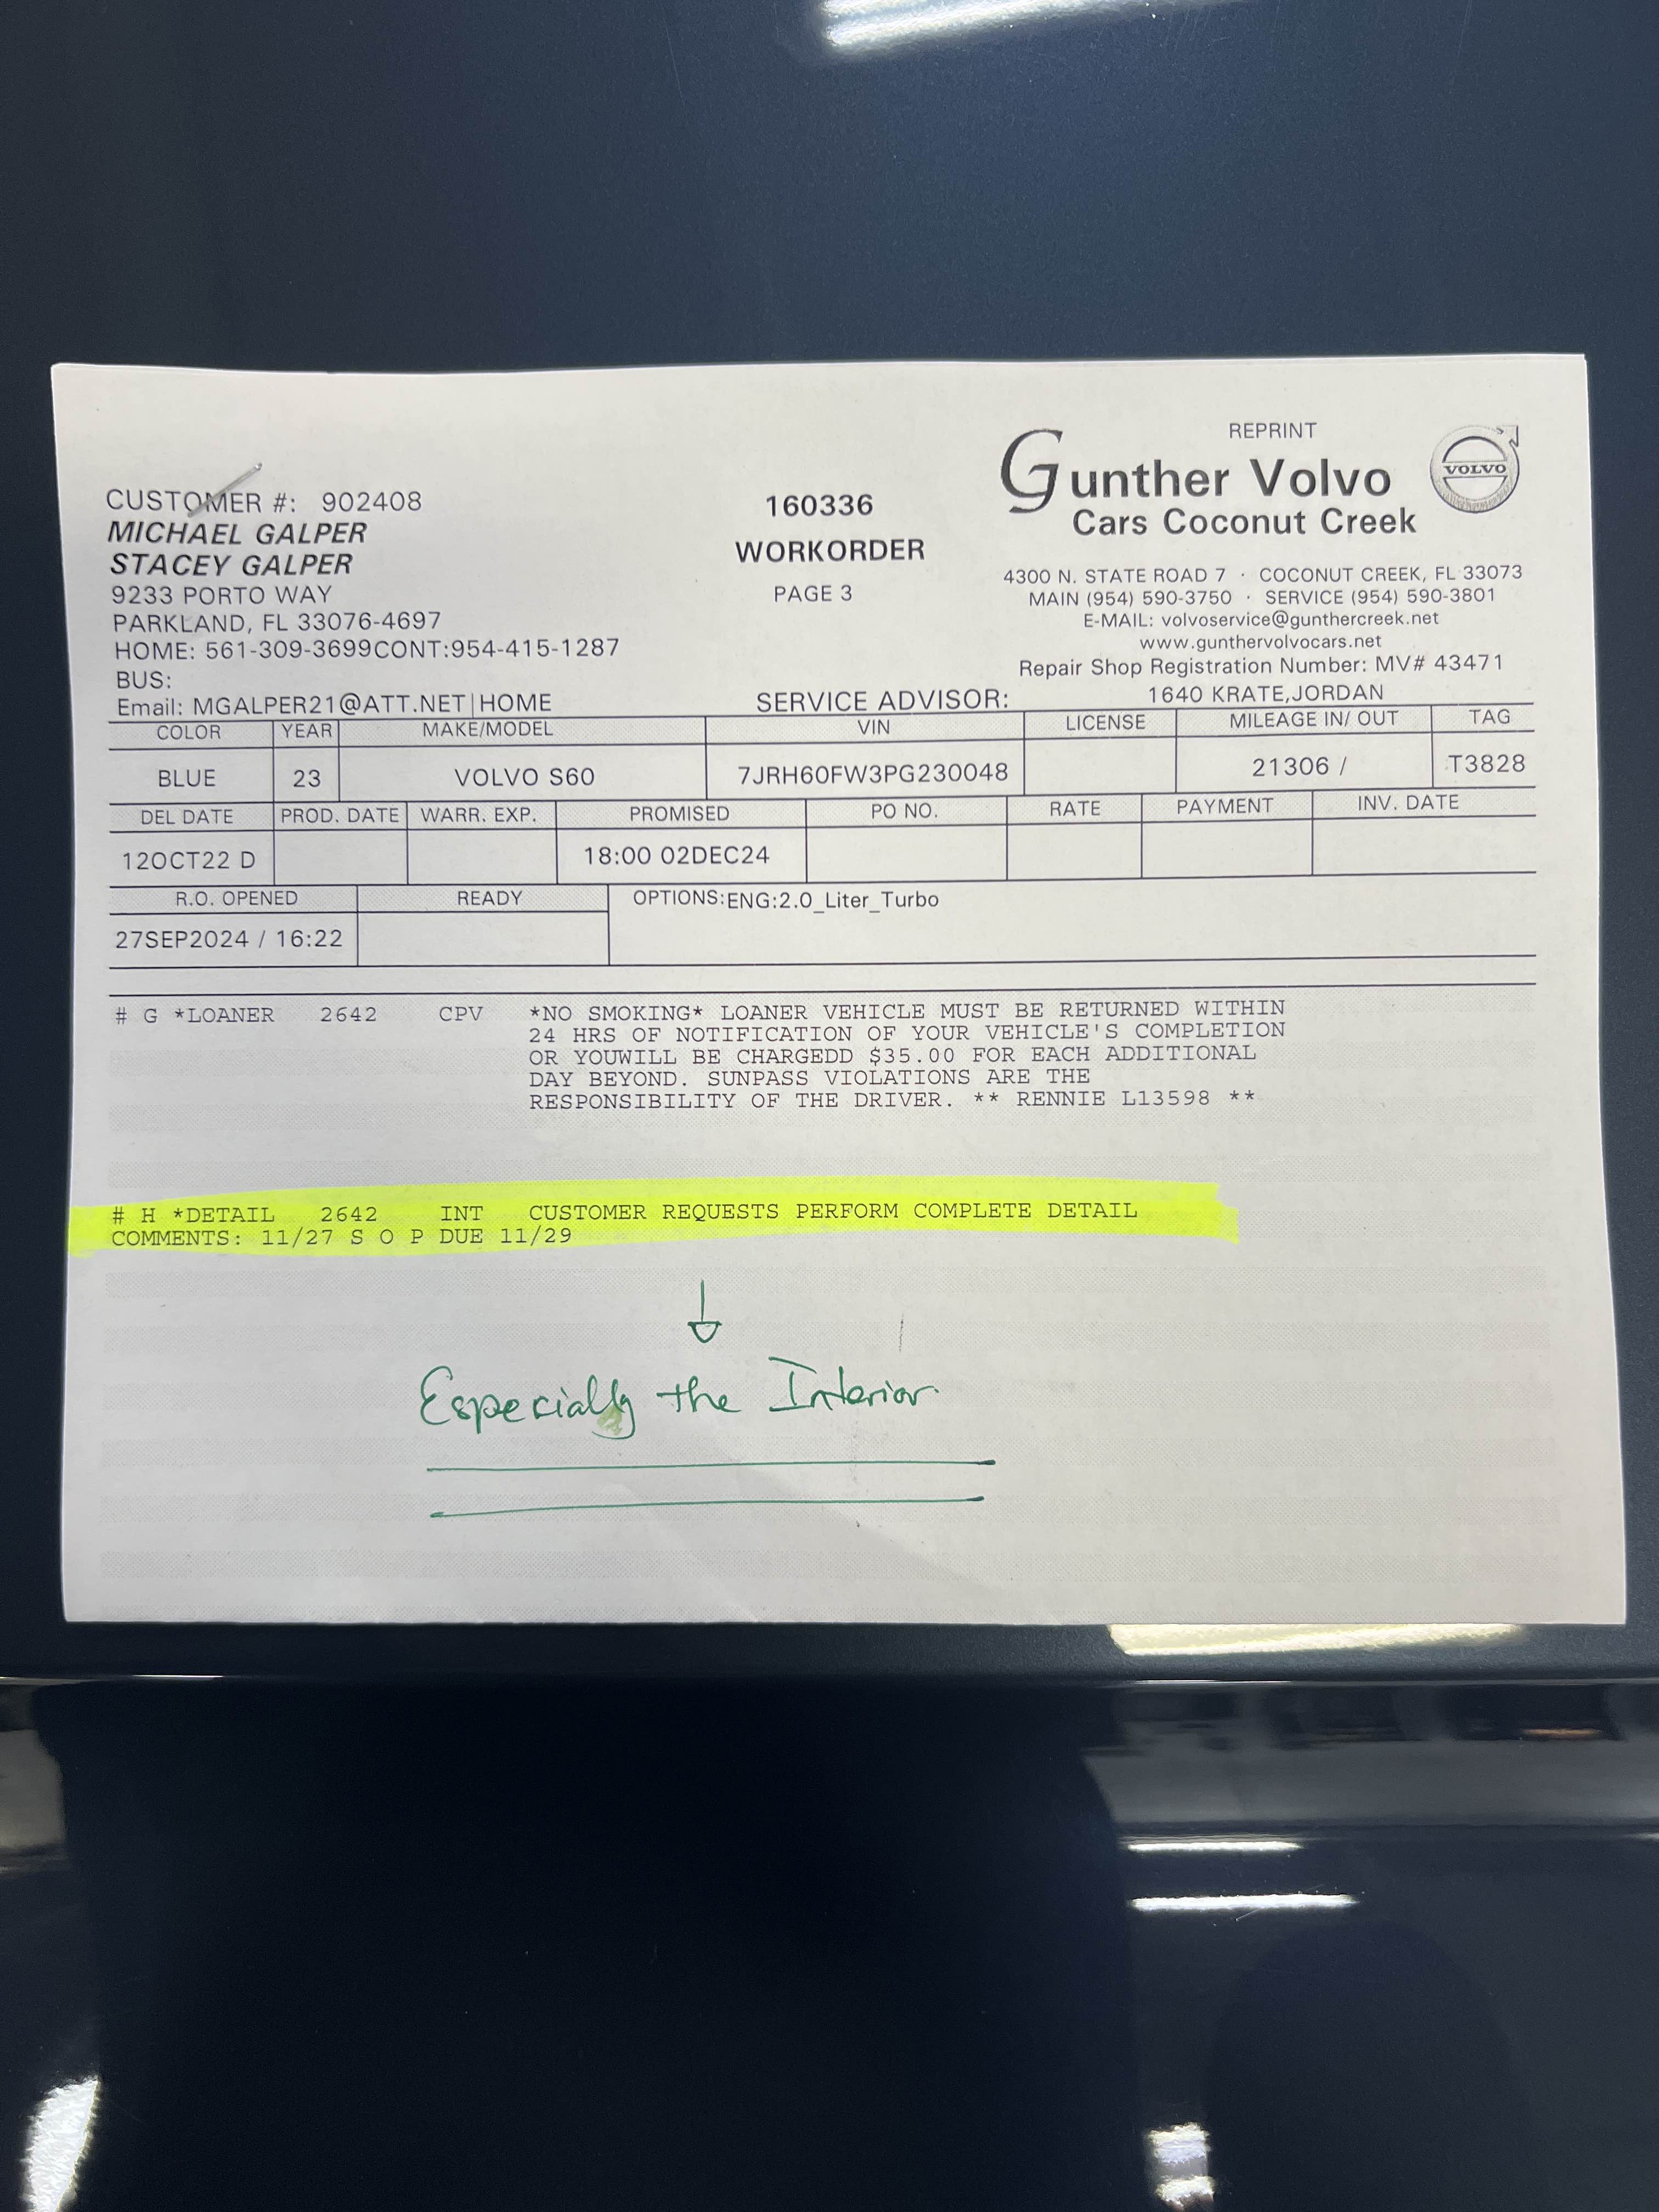 REPRINT
Gunther Volvo
Cars Coconut Creek
VOLVO
4300 N. STATE ROAD 7 · COCONUT CREEK, FL 33073
MAIN (954) 590-3750 · SERVICE (954) 590-3801
E-MAIL: volvoservice@gunthercreek.net
www.gunthervolvocars.net
Repair Shop Registration Number: MV# 43471
CUSTOMER #: 902408
MICHAEL GALPER
STACEY GALPER
9233 PORTO WAY
PARKLAND, FL 33076-4697
HOME: 561-309-3699CONT:954-415-1287
BUS:
Email: MGALPER21@ATT.NET|HOME
160336
WORKORDER
PAGE 3
SERVICE ADVISOR: 1640 KRATE,JORDAN
COLOR YEAR MAKE/MODEL VIN LICENSE MILEAGE IN/ OUT TAG
BLUE 23 VOLVO S60 7JRH60FW3PG230048 21306 / T3828
DEL DATE PROD. DATE WARR. EXP. PROMISED PO NO. RATE PAYMENT INV. DATE
12OCT22 D 18:00 02DEC24
R.O. OPENED READY OPTIONS:ENG:2.0_Liter_Turbo
27SEP2024 / 16:22
# G *LOANER 2642 CPV *NO SMOKING* LOANER VEHICLE MUST BE RETURNED WITHIN
24 HRS OF NOTIFICATION OF YOUR VEHICLE'S COMPLETION
OR YOUWILL BE CHARGEDD $35.00 FOR EACH ADDITIONAL
DAY BEYOND. SUNPASS VIOLATIONS ARE THE
RESPONSIBILITY OF THE DRIVER. ** RENNIE L13598 **
# H *DETAIL 2642 INT CUSTOMER REQUESTS PERFORM COMPLETE DETAIL
COMMENTS: 11/27 S O P DUE 11/29
Especially the Interior.